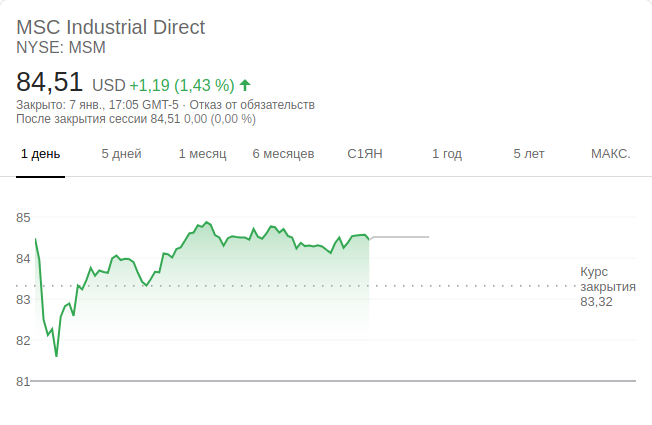 MSC Industrial Direct
NYSE: MSM
84,51 USD +1,19 (1,43 %)
Закрыто: 7 янв., 17:05 GMT-5 · Отказ от обязательств
После закрытия сессии 84,51 0,00 (0,00 %)
1 день 5 дней 1 месяц 6 месяцев С1ЯН 1 год 5 лет МАКС.
85
84
Курс
закрытия
83,32
83
82
81